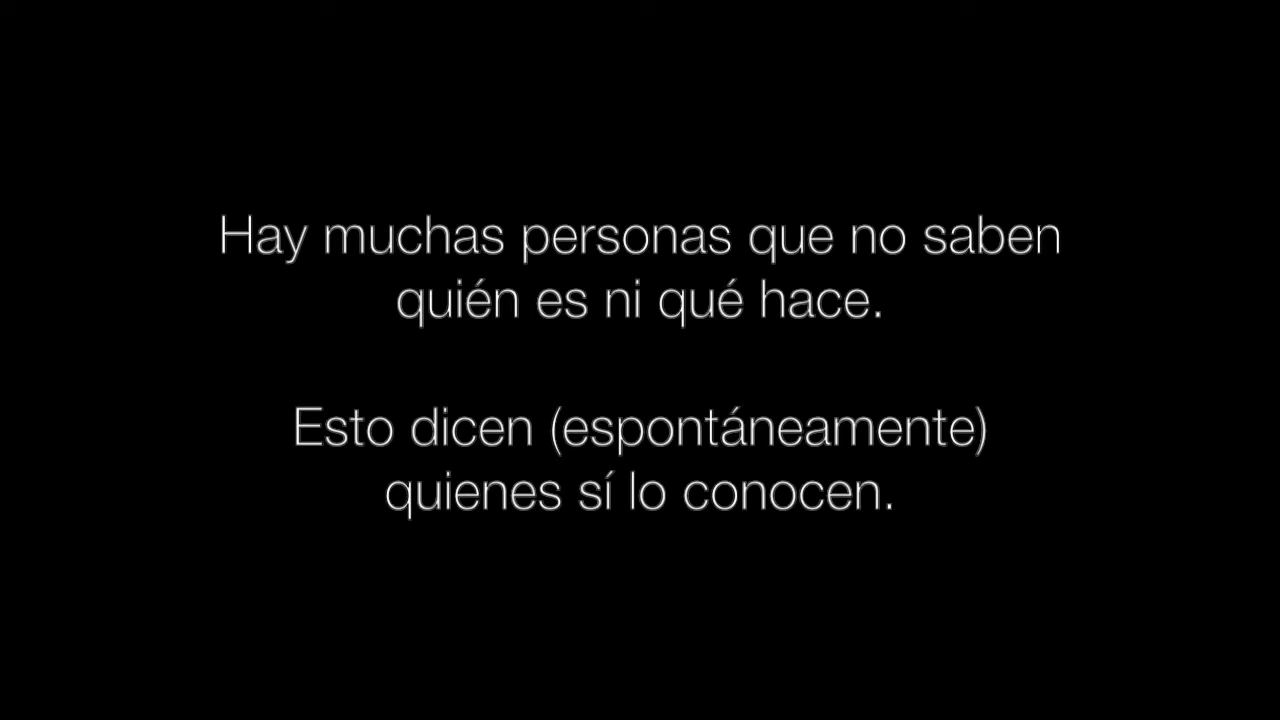 Hay muchas personas que no saben
quién es ni qué hace.
Esto dicen (espontáneamente)
quienes sí lo conocen.